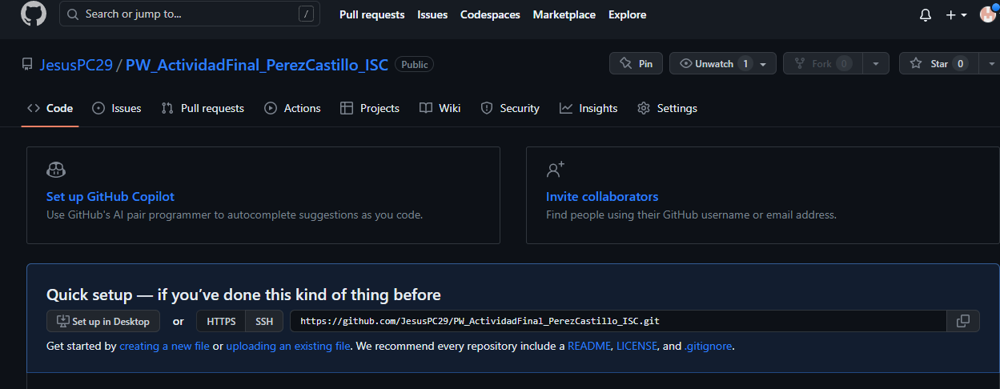 Search or jump to... / Pull requests Issues Codespaces Marketplace Explore
JesusPC29 / PW_ActividadFinal_PerezCastillo_ISC Public Pin Unwatch 1 Fork 0 Star 0
Code Issues Pull requests Actions Projects Wiki Security Insights Settings
Set up GitHub Copilot
Use GitHub's AI pair programmer to autocomplete suggestions as you code.
Invite collaborators
Find people using their GitHub username or email address.
Quick setup — if you’ve done this kind of thing before
Set up in Desktop or HTTPS SSH https://github.com/JesusPC29/PW_ActividadFinal_PerezCastillo_ISC.git
Get started by creating a new file or uploading an existing file. We recommend every repository include a README, LICENSE, and .gitignore.